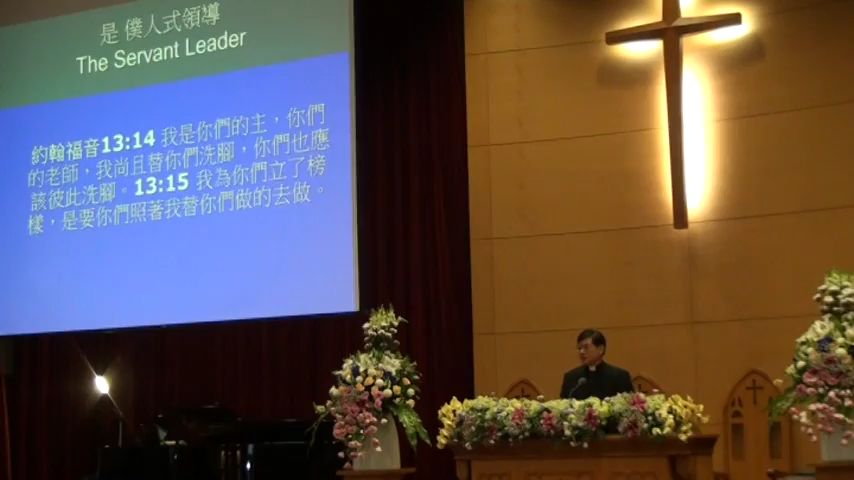 是 僕人式領導
The Servant Leader
約翰福音13:14 我是你們的主，你們
的老師，我尚且替你們洗腳，你們也應
該彼此洗腳。13:15 我為你們立了榜
樣，是要你們照著我替你們做的去做。